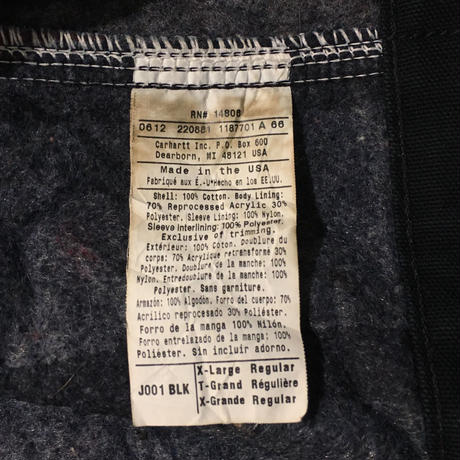 RN# 14806
0612 220881 1187701 A 66
Carhartt Inc. P.O. Box 600
Dearborn, MI 48121 USA
Made in the USA
Fabriqué aux É.-U•Hecho en los EE.UU.
Shell: 100% Cotton. Body Lining:
70% Reprocessed Acrylic 30%
Polyester. Sleeve Lining: 100% Nylon.
Sleeve interlining: 100% Polyester.
Exclusive of trimming.
Extérieur: 100% Coton. doublure du
corps: 70% Acrylique retransformé 30%
Polyester. Doublure de la manche: 100%
Nylon. Entredoublure de la manche: 100%
Polyester. Sans garniture.
Armazón: 100% Algodón. Forro del cuerpo: 70%
Acrilico reprocesado 30% Poliéster.
Forro de la manga 100% Nilón.
Forro entrelazado de la manga: 100%
Poliéster. Sin incluir adorno.
J001 BLK
X-Large Regular
T-Grand Régulière
X-Grande Regular